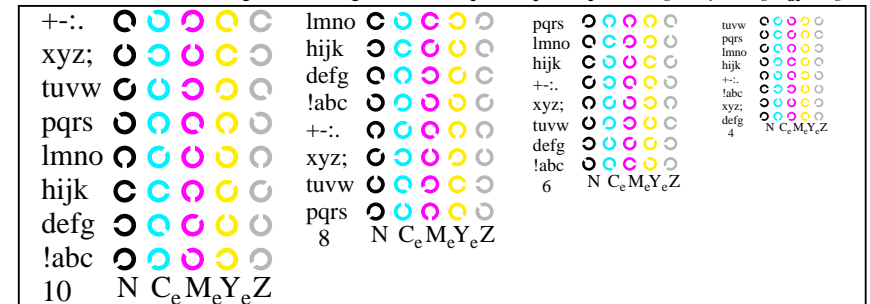 +-:.
xyz;
tuvw
pqrs
lmno
hijk
defg
!abc
10 N CeMeYeZ
lmno
hijk
defg
!abc
+-:.
xyz;
tuvw
pqrs
8 N CeMeYeZ
pqrs
lmno
hijk
+-:.
xyz;
tuvw
defg
!abc
6 N CeMeYeZ
tuvw
pqrs
lmno
hijk
+-:.
!abc
xyz;
defg
4 N CeMeYeZ